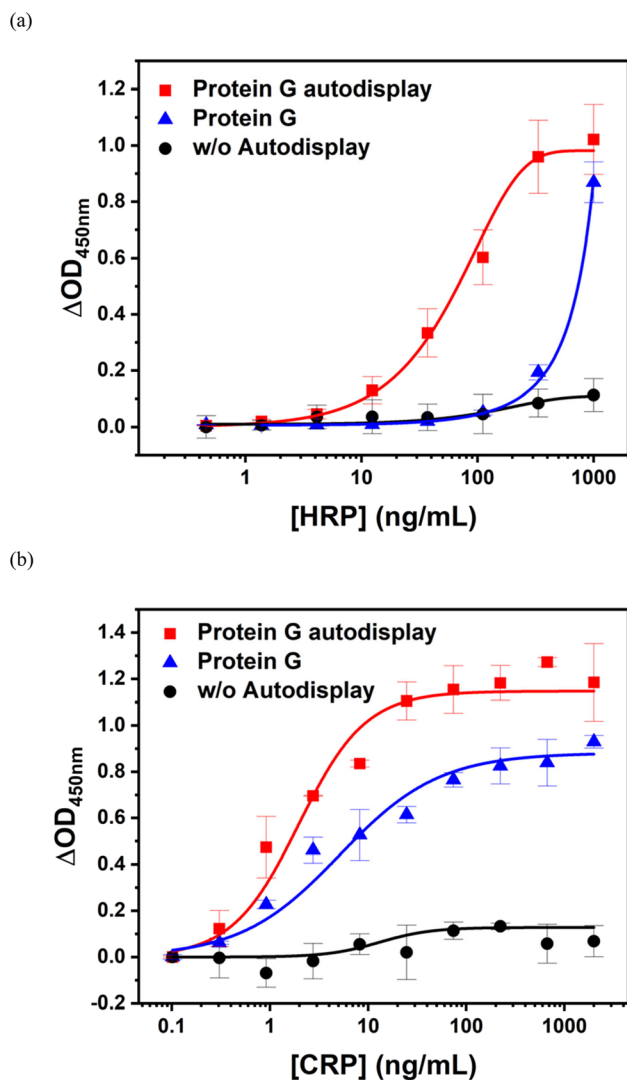 (a)
1.2
1.0
0.8
0.6
0.4
0.2
0.0
ΔOD450nm
Protein G autodisplay
Protein G
w/o Autodisplay
1
10
100
1000
[HRP] (ng/mL)
(b)
1.4
1.2
1.0
0.8
0.6
0.4
0.2
0.0
-0.2
ΔOD450nm
Protein G autodisplay
Protein G
w/o Autodisplay
0.1
1
10
100
1000
[CRP] (ng/mL)